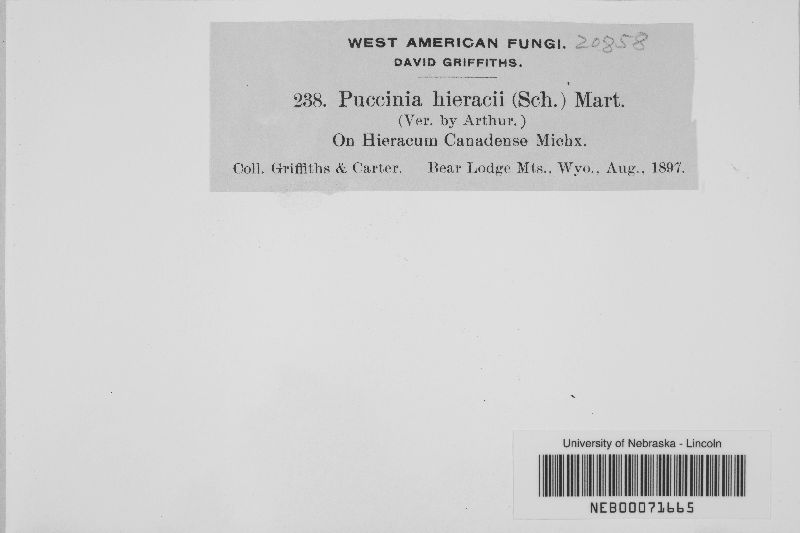 WEST AMERICAN FUNGI. 20858
DAVID GRIFFITHS.
238. Puccinia hieracii (Sch.) Mart.
(Ver. by Arthur.)
On Hieracum Canadense Michx.
Coll. Griffiths & Carter. Bear Lodge Mts., Wyo., Aug., 1897.
University of Nebraska - Lincoln
NEB00071665